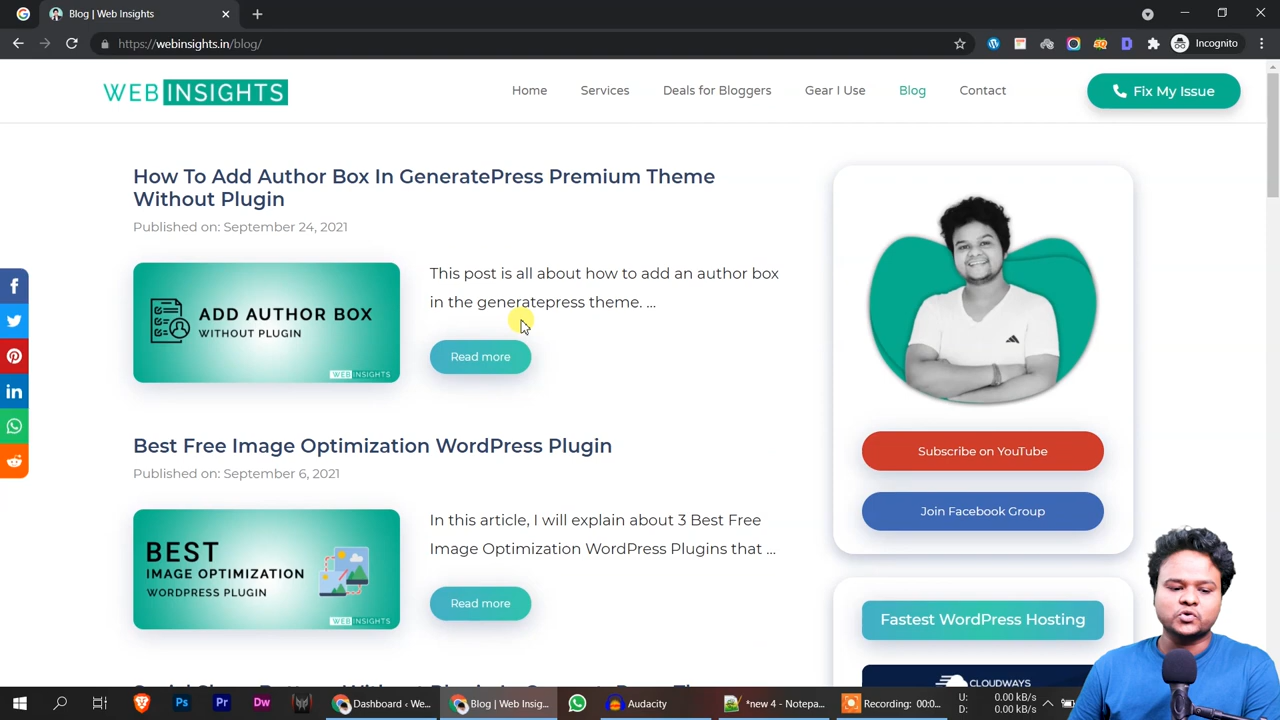 Blog | Web Insights
https://webinsights.in/blog/
Incognito
WEB INSIGHTS
Home
Services
Deals for Bloggers
Gear I Use
Blog
Contact
Fix My Issue
How To Add Author Box In GeneratePress Premium Theme
Without Plugin
Published on: September 24, 2021
ADD AUTHOR BOX
WITHOUT PLUGIN
WEB INSIGHTS
This post is all about how to add an author box
in the generatepress theme. ...
Read more
Best Free Image Optimization WordPress Plugin
Published on: September 6, 2021
BEST
IMAGE OPTIMIZATION
WORDPRESS PLUGIN
WEB INSIGHTS
In this article, I will explain about 3 Best Free
Image Optimization WordPress Plugins that ...
Read more
Subscribe on YouTube
Join Facebook Group
Fastest WordPress Hosting
CLOUDWAYS
Ps
Pr
Dw
Dashboard ‹ We...
Blog | Web Insig...
Audacity
*new 4 - Notepa...
Recording: 00:0...
U: 0.00 kB/s
D: 0.00 kB/s